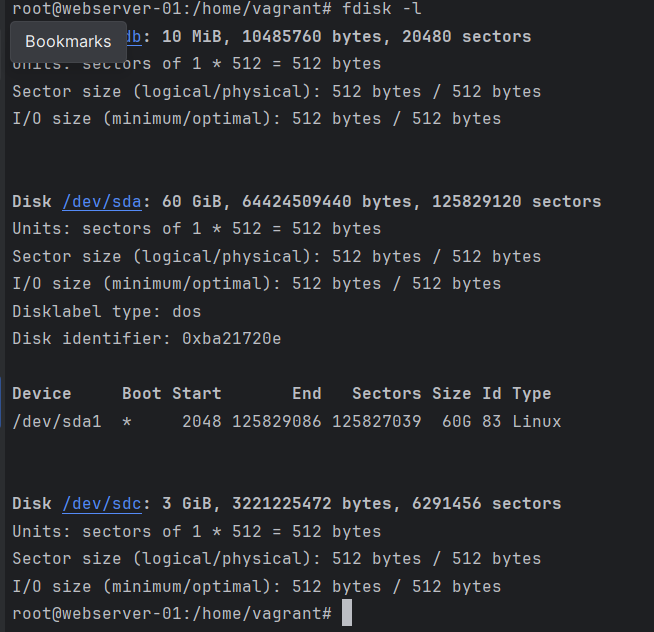 root@webserver-01:/home/vagrant# fdisk -l
Bookmarks
db: 10 MiB, 10485760 bytes, 20480 sectors
Units: sectors of 1 * 512 = 512 bytes
Sector size (logical/physical): 512 bytes / 512 bytes
I/O size (minimum/optimal): 512 bytes / 512 bytes
Disk /dev/sda: 60 GiB, 64424509440 bytes, 125829120 sectors
Units: sectors of 1 * 512 = 512 bytes
Sector size (logical/physical): 512 bytes / 512 bytes
I/O size (minimum/optimal): 512 bytes / 512 bytes
Disklabel type: dos
Disk identifier: 0xba21720e
Device     Boot Start       End   Sectors Size Id Type
/dev/sda1  *     2048 125829086 125827039  60G 83 Linux
Disk /dev/sdc: 3 GiB, 3221225472 bytes, 6291456 sectors
Units: sectors of 1 * 512 = 512 bytes
Sector size (logical/physical): 512 bytes / 512 bytes
I/O size (minimum/optimal): 512 bytes / 512 bytes
root@webserver-01:/home/vagrant#